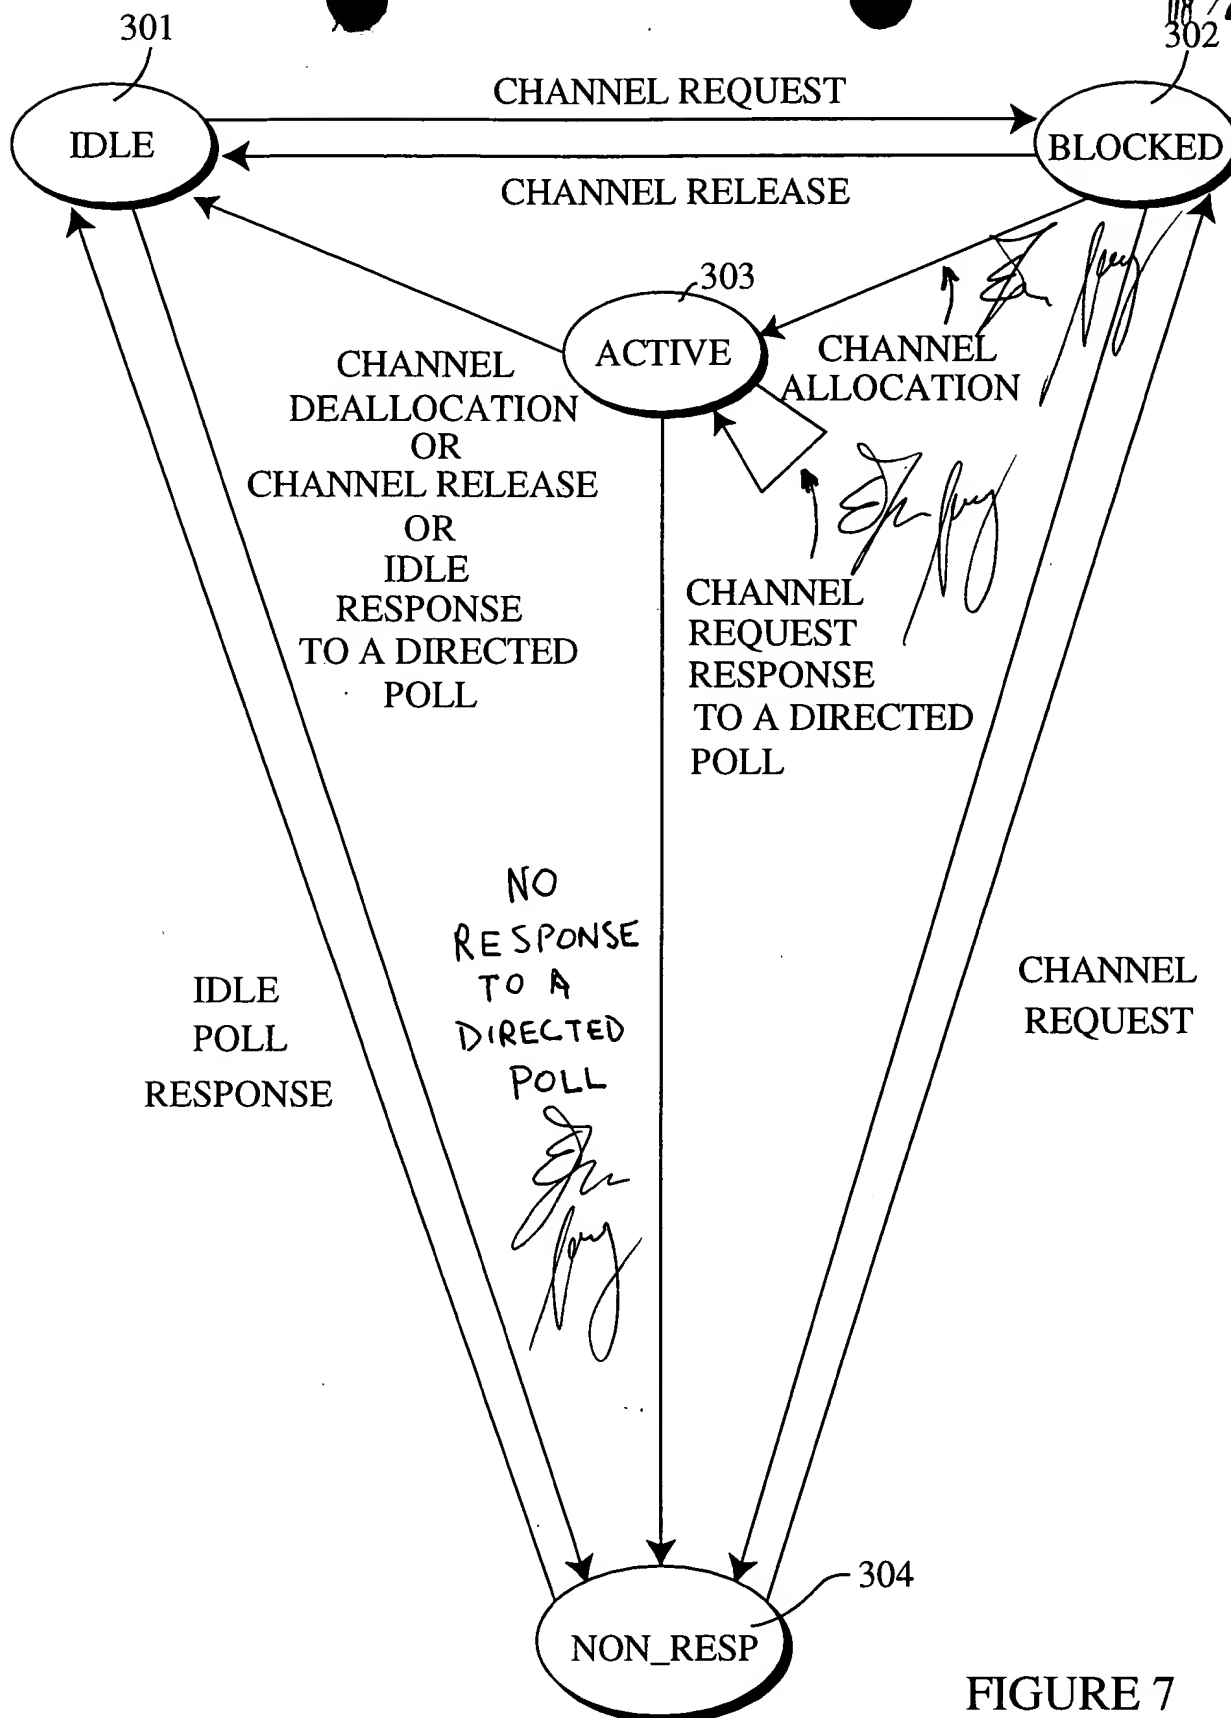 301
302
CHANNEL REQUEST
IDLE
BLOCKED
CHANNEL RELEASE
303
ACTIVE
CHANNEL
ALLOCATION
CHANNEL
DEALLOCATION
OR
CHANNEL RELEASE
OR
IDLE
RESPONSE
TO A DIRECTED
POLL
CHANNEL
REQUEST
RESPONSE
TO A DIRECTED
POLL
NO
RESPONSE
TO A
DIRECTED
POLL
IDLE
POLL
RESPONSE
CHANNEL
REQUEST
304
NON_RESP
FIGURE 7